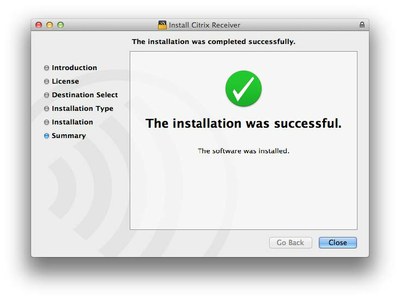 Install Citrix Receiver
The installation was completed successfully.
Introduction
License
Destination Select
Installation Type
Installation
Summary
The installation was successful.
The software was installed.
Go Back
Close